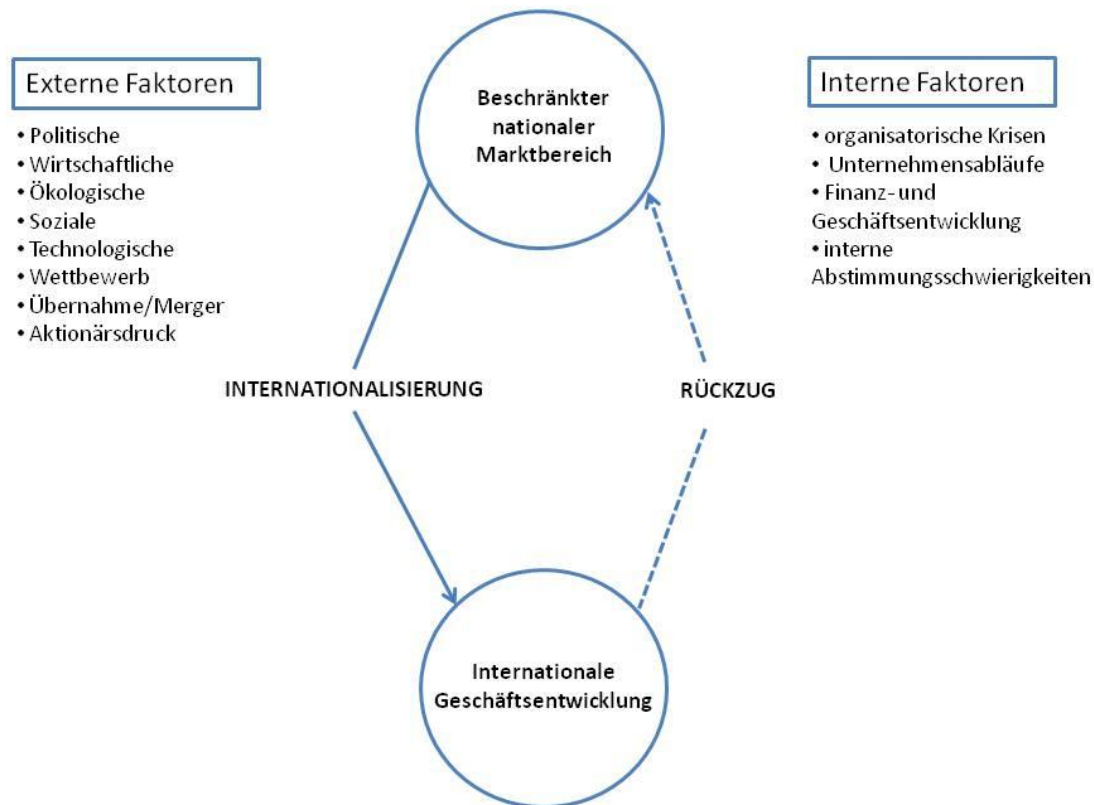 Externe Faktoren
• Politische
• Wirtschaftliche
• Ökologische
• Soziale
• Technologische
• Wettbewerb
• Übernahme/Merger
• Aktionärsdruck
Beschränkter
nationaler
Marktbereich
Interne Faktoren
• organisatorische Krisen
• Unternehmensabläufe
• Finanz- und
Geschäftsentwicklung
• interne
Abstimmungsschwierigkeiten
INTERNATIONALISIERUNG
RÜCKZUG
Internationale
Geschäftsentwicklung